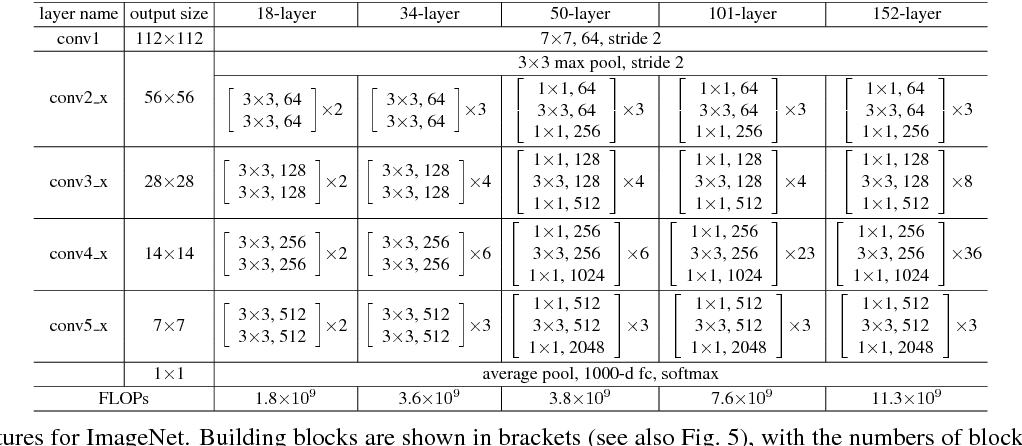 layer name output size 18-layer 34-layer 50-layer 101-layer 152-layer
conv1 112×112 7×7, 64, stride 2
3×3 max pool, stride 2
conv2_x 56×56 [ 3×3, 64 3×3, 64 ] ×2 [ 3×3, 64 3×3, 64 ] ×3 [ 1×1, 64 3×3, 64 1×1, 256 ] ×3 [ 1×1, 64 3×3, 64 1×1, 256 ] ×3 [ 1×1, 64 3×3, 64 1×1, 256 ] ×3
conv3_x 28×28 [ 3×3, 128 3×3, 128 ] ×2 [ 3×3, 128 3×3, 128 ] ×4 [ 1×1, 128 3×3, 128 1×1, 512 ] ×4 [ 1×1, 128 3×3, 128 1×1, 512 ] ×4 [ 1×1, 128 3×3, 128 1×1, 512 ] ×8
conv4_x 14×14 [ 3×3, 256 3×3, 256 ] ×2 [ 3×3, 256 3×3, 256 ] ×6 [ 1×1, 256 3×3, 256 1×1, 1024 ] ×6 [ 1×1, 256 3×3, 256 1×1, 1024 ] ×23 [ 1×1, 256 3×3, 256 1×1, 1024 ] ×36
conv5_x 7×7 [ 3×3, 512 3×3, 512 ] ×2 [ 3×3, 512 3×3, 512 ] ×3 [ 1×1, 512 3×3, 512 1×1, 2048 ] ×3 [ 1×1, 512 3×3, 512 1×1, 2048 ] ×3 [ 1×1, 512 3×3, 512 1×1, 2048 ] ×3
1×1 average pool, 1000-d fc, softmax
FLOPs 1.8×10⁹ 3.6×10⁹ 3.8×10⁹ 7.6×10⁹ 11.3×10⁹
tures for ImageNet. Building blocks are shown in brackets (see also Fig. 5), with the numbers of block